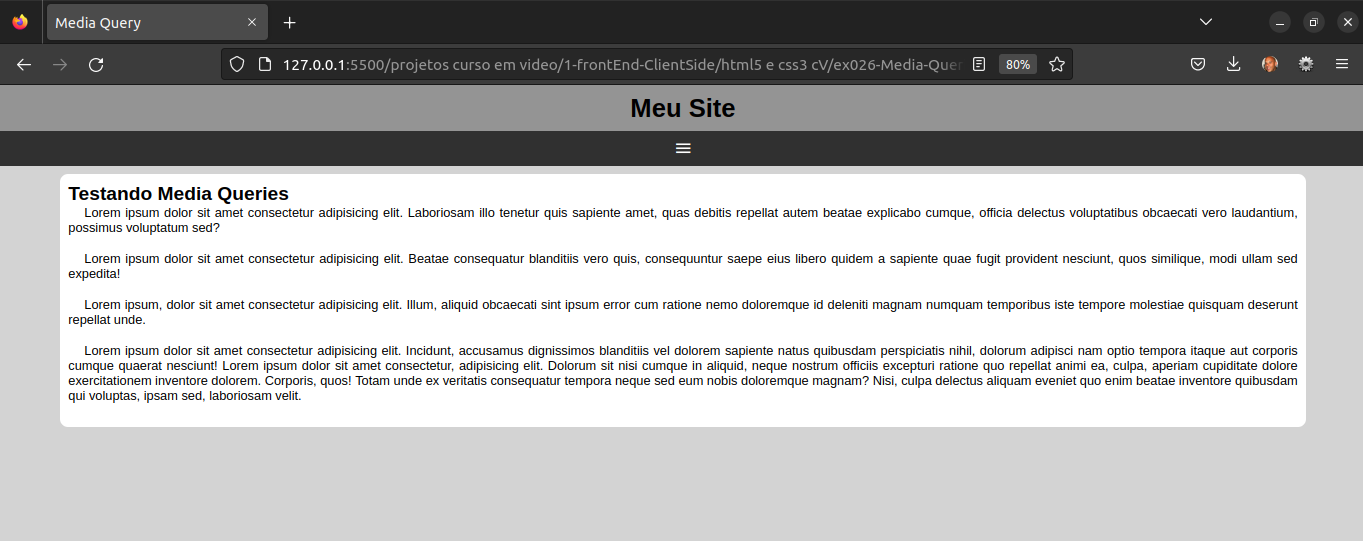 Media Query
127.0.0.1:5500/projetos curso em video/1-frontEnd-ClientSide/html5 e css3 cV/ex026-Media-Quer
80%
Meu Site
Testando Media Queries
Lorem ipsum dolor sit amet consectetur adipisicing elit. Laboriosam illo tenetur quis sapiente amet, quas debitis repellat autem beatae explicabo cumque, officia delectus voluptatibus obcaecati vero laudantium,
possimus voluptatum sed?
Lorem ipsum dolor sit amet consectetur adipisicing elit. Beatae consequatur blanditiis vero quis, consequuntur saepe eius libero quidem a sapiente quae fugit provident nesciunt, quos similique, modi ullam sed
expedita!
Lorem ipsum, dolor sit amet consectetur adipisicing elit. Illum, aliquid obcaecati sint ipsum error cum ratione nemo doloremque id deleniti magnam numquam temporibus iste tempore molestiae quisquam deserunt
repellat unde.
Lorem ipsum dolor sit amet consectetur adipisicing elit. Incidunt, accusamus dignissimos blanditiis vel dolorem sapiente natus quibusdam perspiciatis nihil, dolorum adipisci nam optio tempora itaque aut corporis
cumque quaerat nesciunt! Lorem ipsum dolor sit amet consectetur, adipisicing elit. Dolorum sit nisi cumque in aliquid, neque nostrum officiis excepturi ratione quo repellat animi ea, culpa, aperiam cupiditate dolore
exercitationem inventore dolorem. Corporis, quos! Totam unde ex veritatis consequatur tempora neque sed eum nobis doloremque magnam? Nisi, culpa delectus aliquam eveniet quo enim beatae inventore quibusdam
qui voluptas, ipsam sed, laboriosam velit.